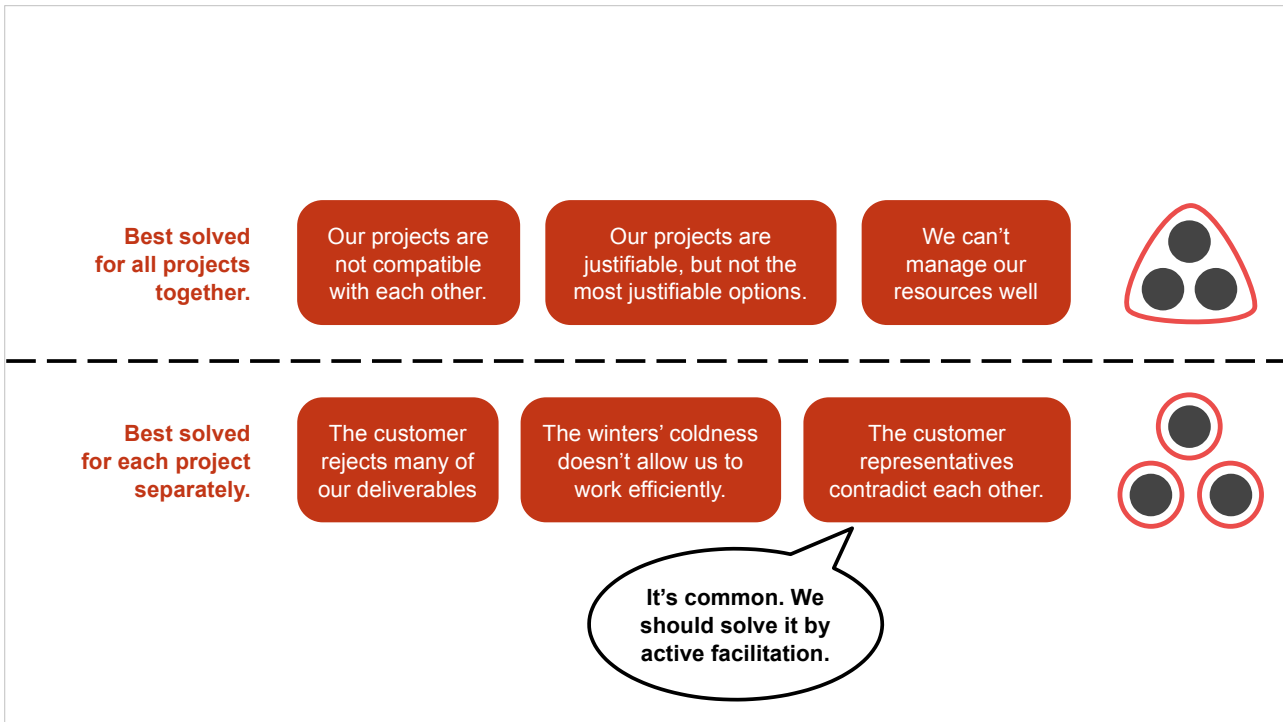 Best solved
for all projects
together.
Our projects are
not compatible
with each other.
Our projects are
justifiable, but not the
most justifiable options.
We can’t
manage our
resources well
Best solved
for each project
separately.
The customer
rejects many of
our deliverables
The winters’ coldness
doesn’t allow us to
work efficiently.
The customer
representatives
contradict each other.
It’s common. We
should solve it by
active facilitation.